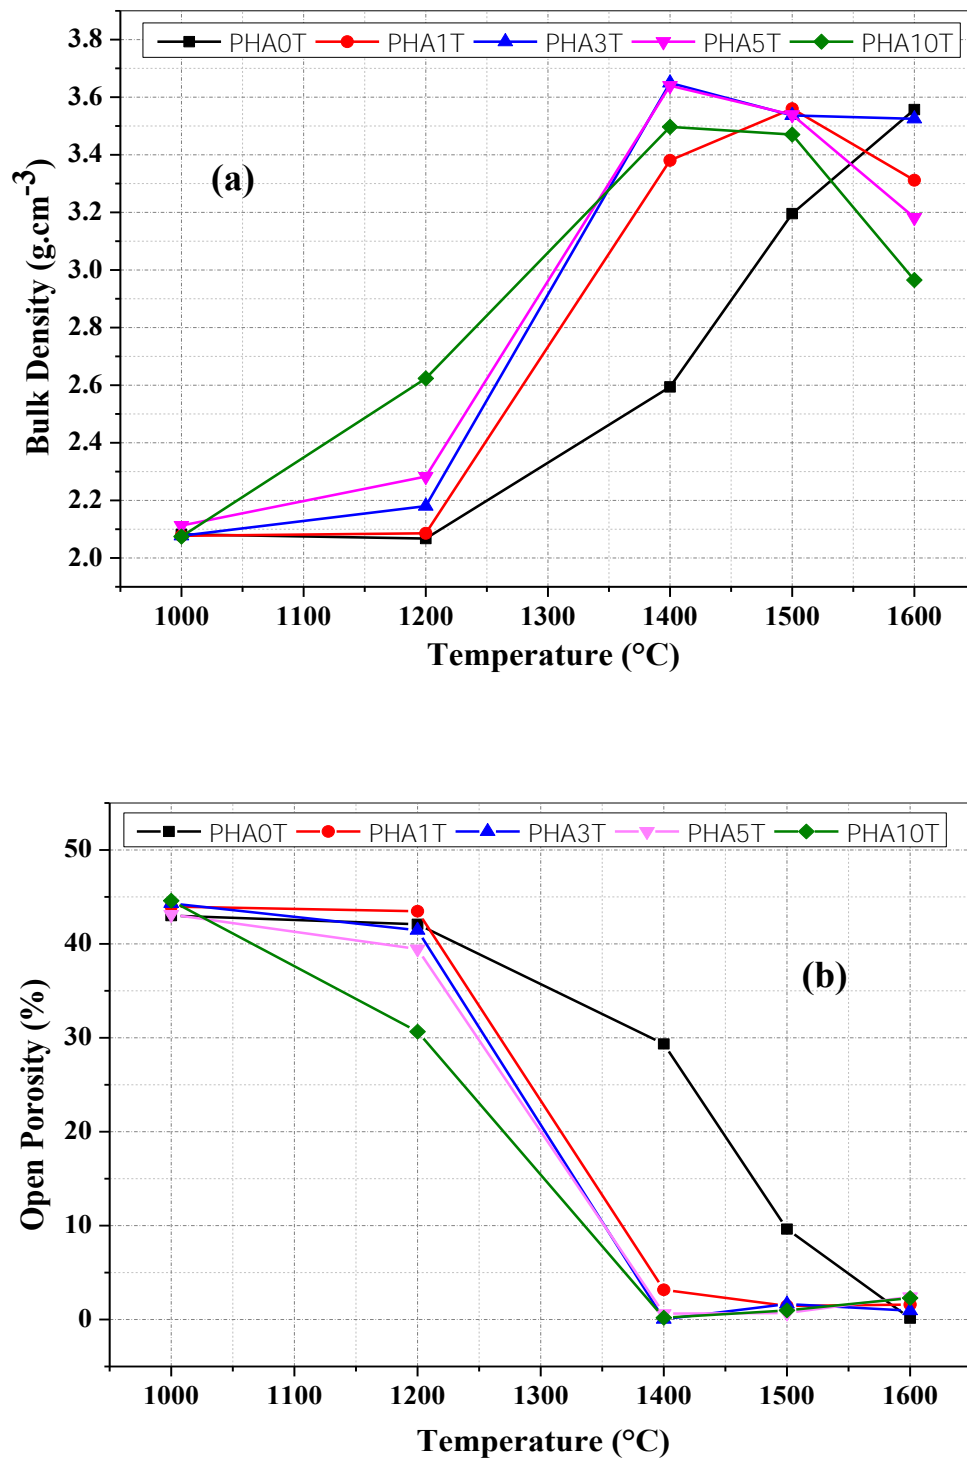 PHA0T PHA1T PHA3T PHA5T PHA10T
3.8
3.6
3.4
3.2
3.0
2.8
2.6
2.4
2.2
2.0
(a)
Bulk Density (g.cm-3)
1000 1100 1200 1300 1400 1500 1600
Temperature (°C)
PHA0T PHA1T PHA3T PHA5T PHA10T
50
40
30
20
10
0
(b)
Open Porosity (%)
1000 1100 1200 1300 1400 1500 1600
Temperature (°C)